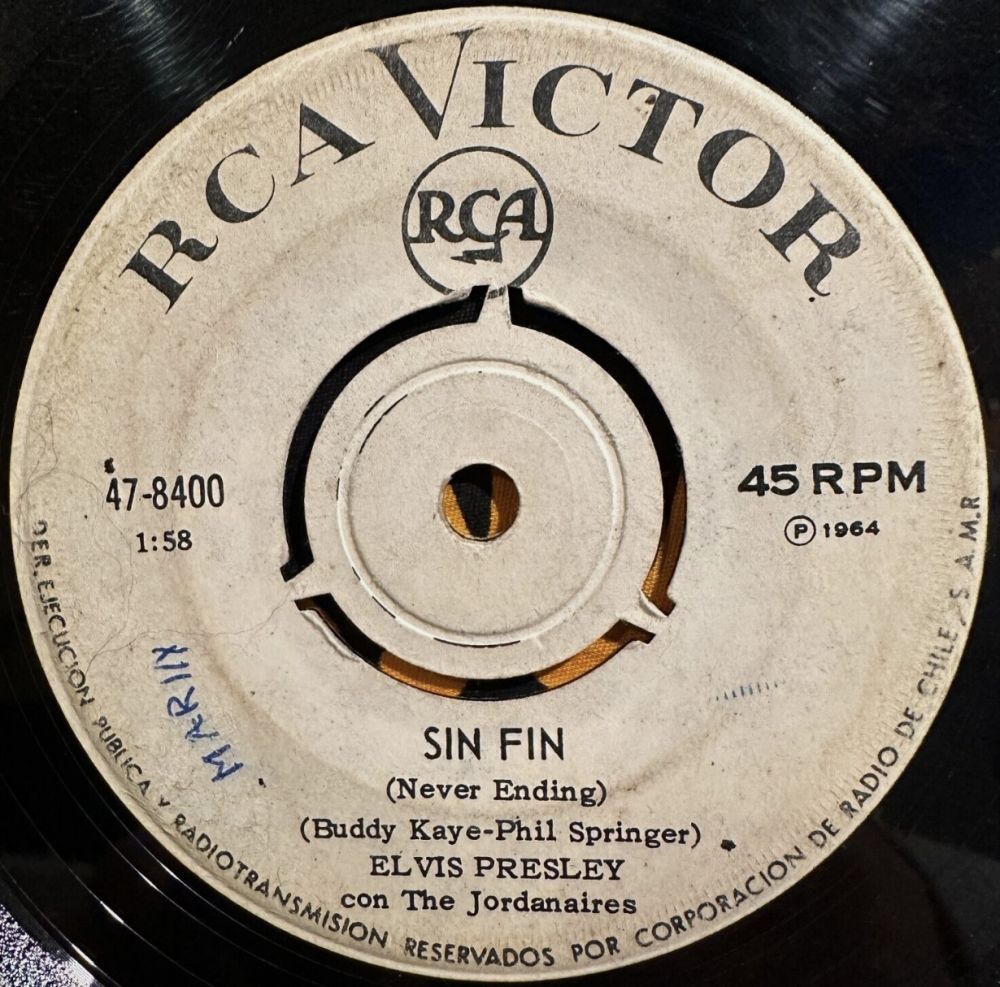 RCA VICTOR
RCA
47-8400
1:58
45 RPM
Ⓟ 1964
MARIX
SIN FIN
(Never Ending)
(Buddy Kaye-Phil Springer)
ELVIS PRESLEY
con The Jordanaires
DER. EJECUCION PUBLICA Y RADIOTRANSMISION RESERVADOS POR CORPORACION DE RADIO DE CHILE, S. A. M.R